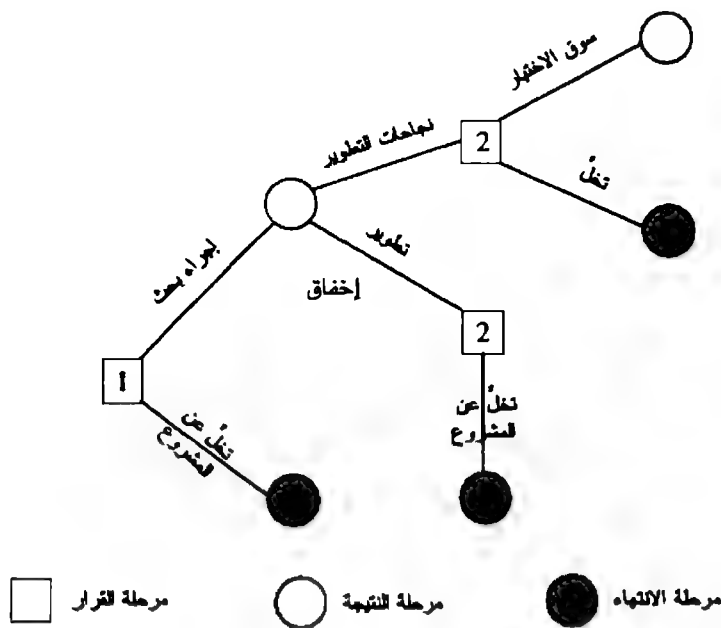 سوق الاختبار
نجاحات التطوير
2
تخلٍّ
إجراء بحث
تطوير
إخفاق
2
1
تخلٍّ عن
المشروع
تخلٍّ عن
المشروع
مرحلة القرار
مرحلة النتيجة
مرحلة الانتهاء